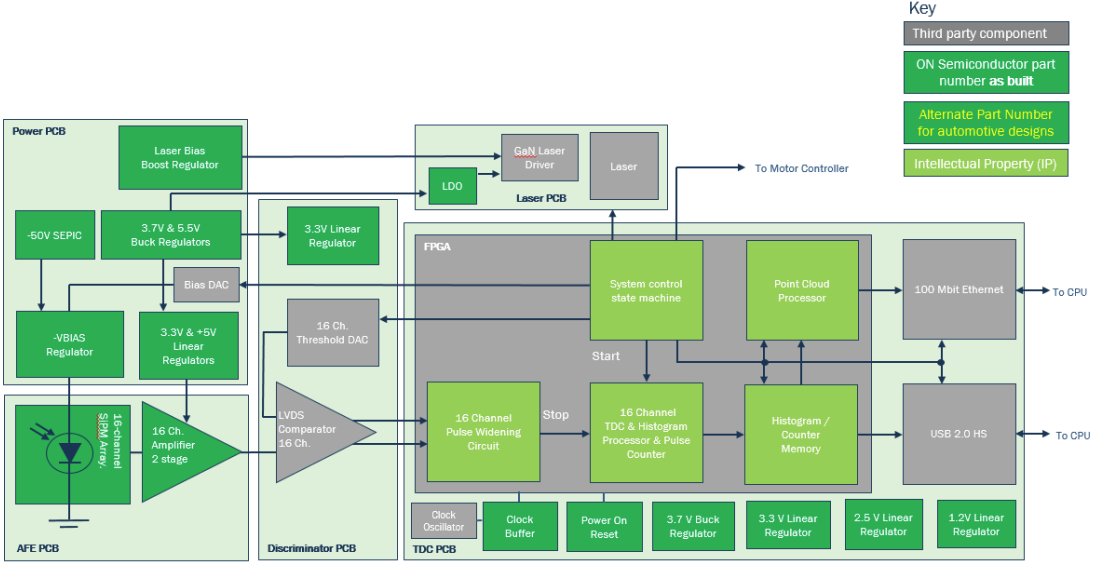 Key
Third party component
ON Semiconductor part
number as built
Alternate Part Number
for automotive designs
Intellectual Property (IP)
Power PCB
Laser Bias
Boost Regulator
-50V SEPIC
3.7V & 5.5V
Buck Regulators
Bias DAC
-VBIAS
Regulator
3.3V & +5V
Linear
Regulators
GaN Laser
Driver
Laser
LDO
Laser PCB
To Motor Controller
3.3V Linear
Regulator
16 Ch.
Threshold DAC
LVDS
Comparator
16 Ch.
Discriminator PCB
16-channel
SiPM Array.
16 Ch.
Amplifier
2 stage
AFE PCB
FPGA
System control
state machine
Point Cloud
Processor
100 Mbit Ethernet
To CPU
Start
16 Channel
Pulse Widening
Circuit
Stop
16 Channel
TDC & Histogram
Processor & Pulse
Counter
Histogram /
Counter
Memory
USB 2.0 HS
To CPU
Clock
Oscillator
Clock
Buffer
Power On
Reset
3.7 V Buck
Regulator
3.3 V Linear
Regulator
2.5 V Linear
Regulator
1.2V Linear
Regulator
TDC PCB